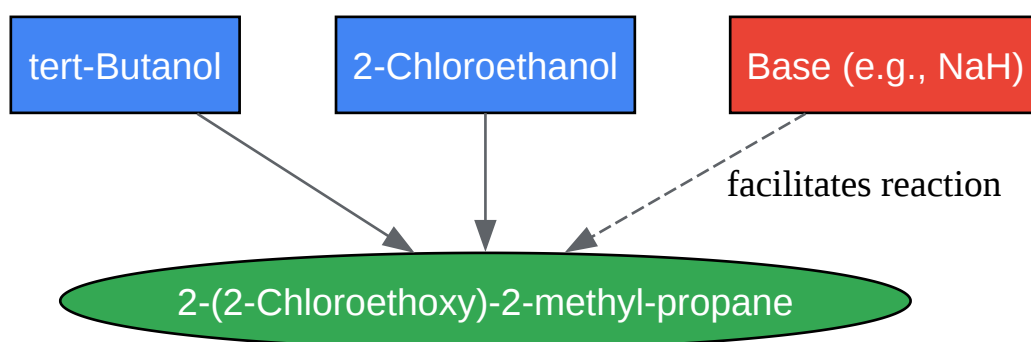 tert-Butanol
2-Chloroethanol
Base (e.g., NaH)
facilitates reaction
2-(2-Chloroethoxy)-2-methyl-propane